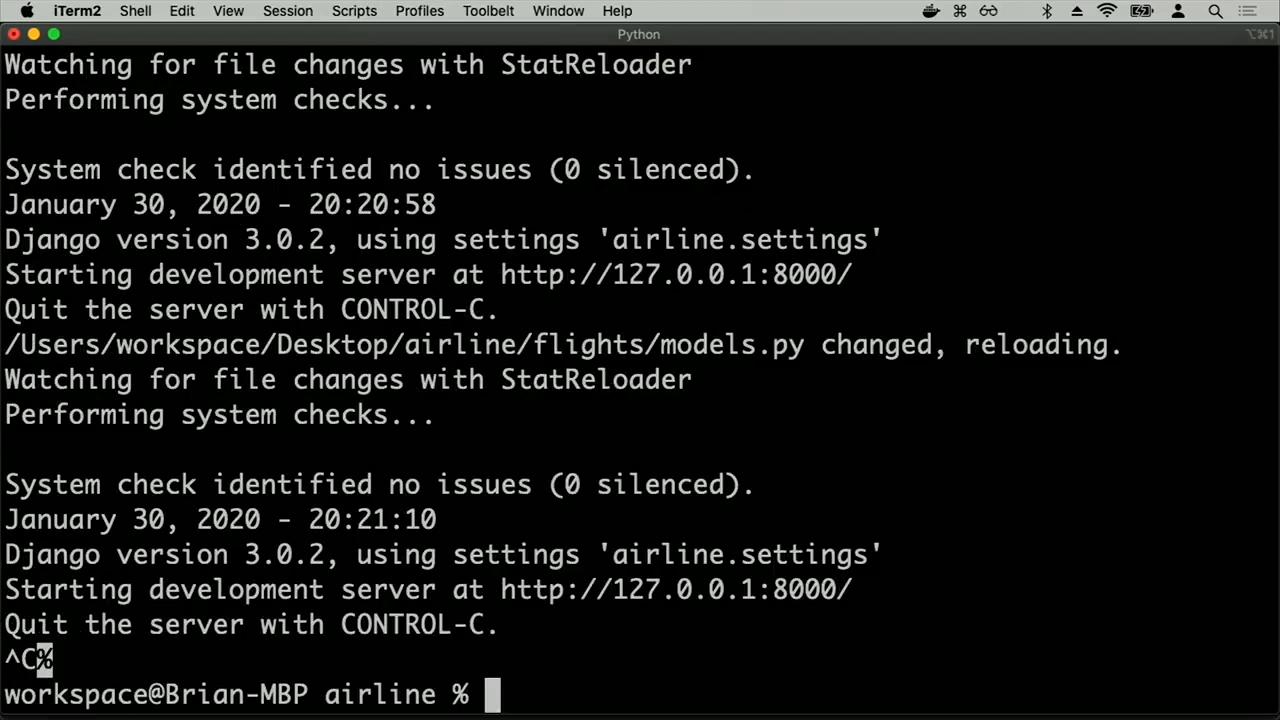 iTerm2 Shell Edit View Session Scripts Profiles Toolbelt Window Help
Python ⌥⌘1
Watching for file changes with StatReloader
Performing system checks...
System check identified no issues (0 silenced).
January 30, 2020 - 20:20:58
Django version 3.0.2, using settings 'airline.settings'
Starting development server at http://127.0.0.1:8000/
Quit the server with CONTROL-C.
/Users/workspace/Desktop/airline/flights/models.py changed, reloading.
Watching for file changes with StatReloader
Performing system checks...
System check identified no issues (0 silenced).
January 30, 2020 - 20:21:10
Django version 3.0.2, using settings 'airline.settings'
Starting development server at http://127.0.0.1:8000/
Quit the server with CONTROL-C.
^C%
workspace@Brian-MBP airline %